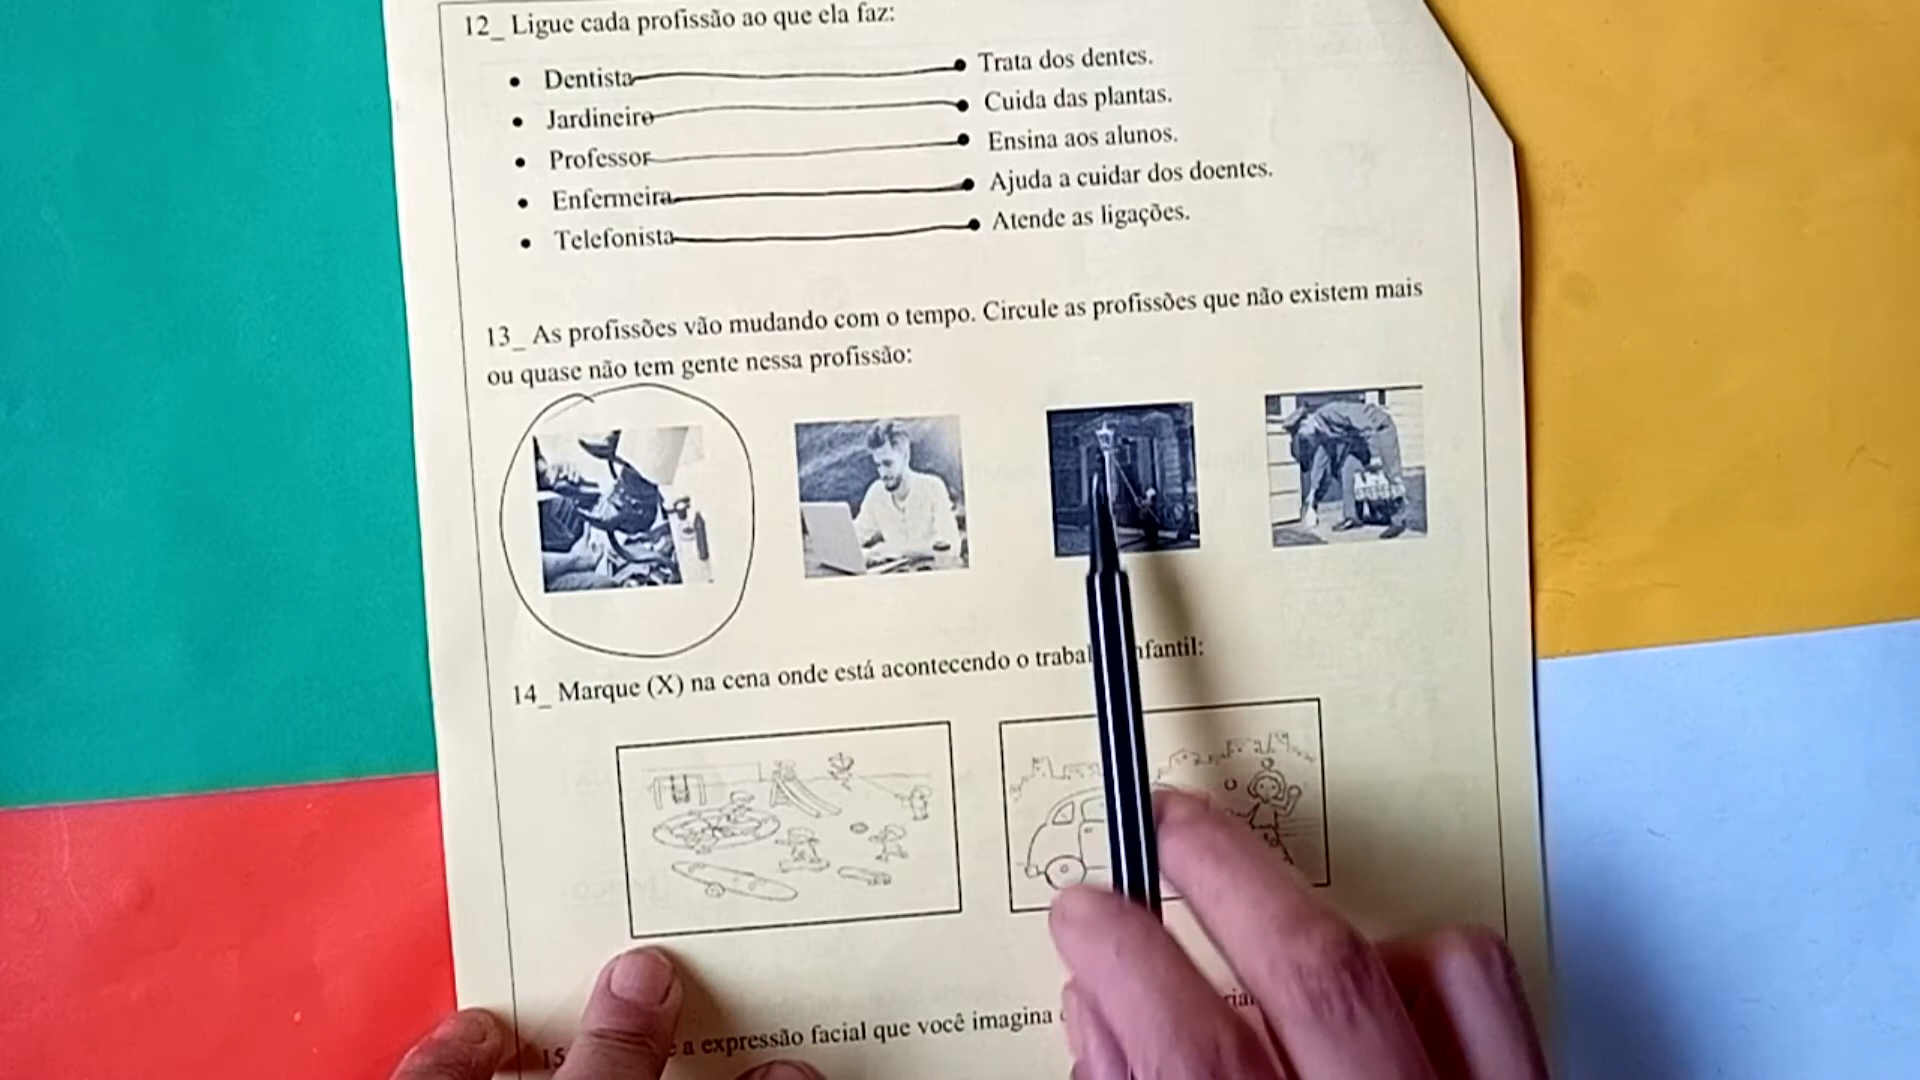 12_ Ligue cada profissão ao que ela faz:
• Dentista • Trata dos dentes.
• Jardineiro • Cuida das plantas.
• Professor • Ensina aos alunos.
• Enfermeira • Ajuda a cuidar dos doentes.
• Telefonista • Atende as ligações.
13_ As profissões vão mudando com o tempo. Circule as profissões que não existem mais
ou quase não tem gente nessa profissão:
14_ Marque (X) na cena onde está acontecendo o infantil:
15 a expressão facial que você imagina